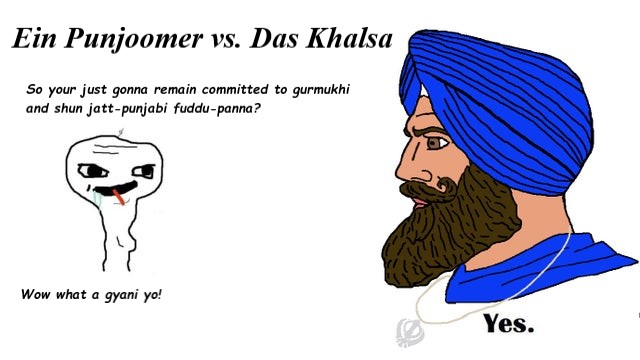 Ein Punjoomer vs. Das Khalsa
So your just gonna remain committed to gurmukhi
and shun jatt-punjabi fuddu-panna?
Wow what a gyani yo!
Yes.